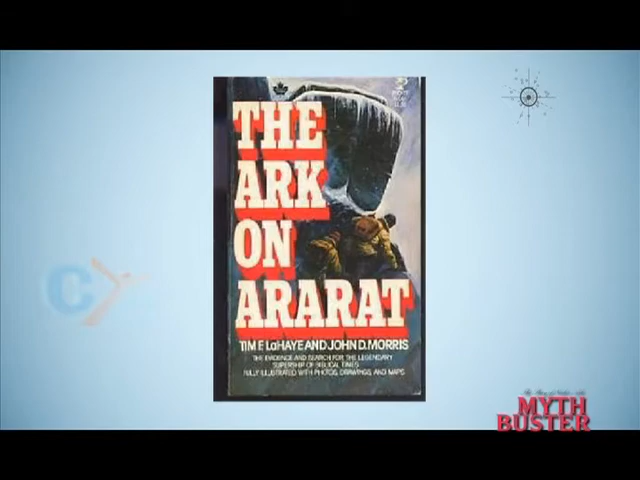 THE
ARK
ON
ARARAT
TIM F. LaHAYE AND JOHN D. MORRIS
THE EVIDENCE AND SEARCH FOR THE LEGENDARY
SUPERSHIP OF BIBLICAL TIMES
FULLY ILLUSTRATED WITH PHOTOS, DRAWINGS, AND MAPS
CY
MYTH
BUSTER